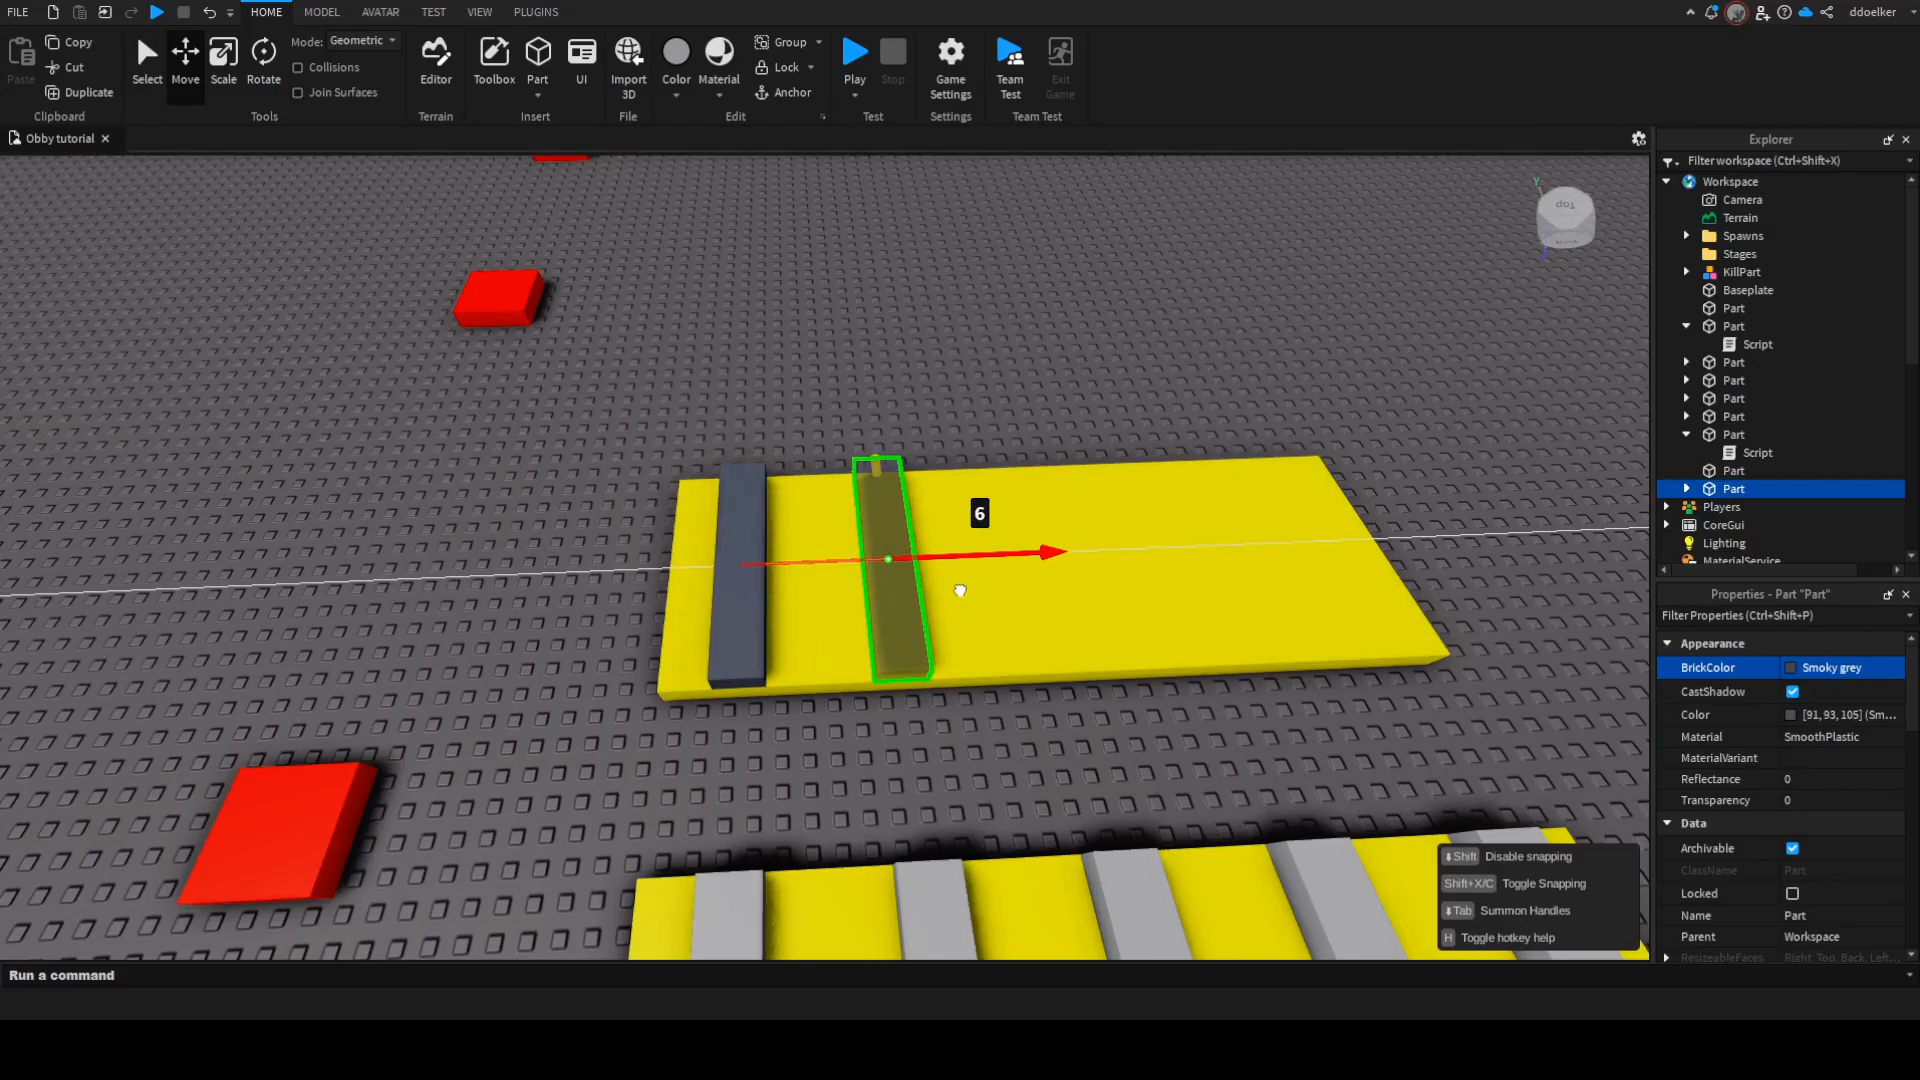 FILE
HOME MODEL AVATAR TEST VIEW PLUGINS
ddoelker
Paste
Copy
Cut
Duplicate
Clipboard
Select Move Scale Rotate
Mode: Geometric
Collisions
Join Surfaces
Tools
Editor
Terrain
Toolbox Part UI
Insert
Import 3D
File
Color Material
Group
Lock
Anchor
Edit
Play Stop
Test
Game Settings
Settings
Team Test
Exit Game
Team Test
Obby tutorial
Explorer
Filter workspace (Ctrl+Shift+X)
Workspace
Camera
Terrain
Spawns
Stages
KillPart
Baseplate
Part
Part
Script
Part
Part
Part
Part
Part
Script
Part
Part
Players
CoreGui
Lighting
MaterialService
Y
Top
6
Properties - Part "Part"
Filter Properties (Ctrl+Shift+P)
Appearance
BrickColor Smoky grey
CastShadow
Color [91, 93, 105] (Sm...
Material SmoothPlastic
MaterialVariant
Reflectance 0
Transparency 0
Data
Archivable
ClassName Part
Locked
Name Part
Parent Workspace
ResizeableFaces Right, Top, Back, Left...
Shift Disable snapping
Shift+X/C Toggle Snapping
Tab Summon Handles
H Toggle hotkey help
Run a command